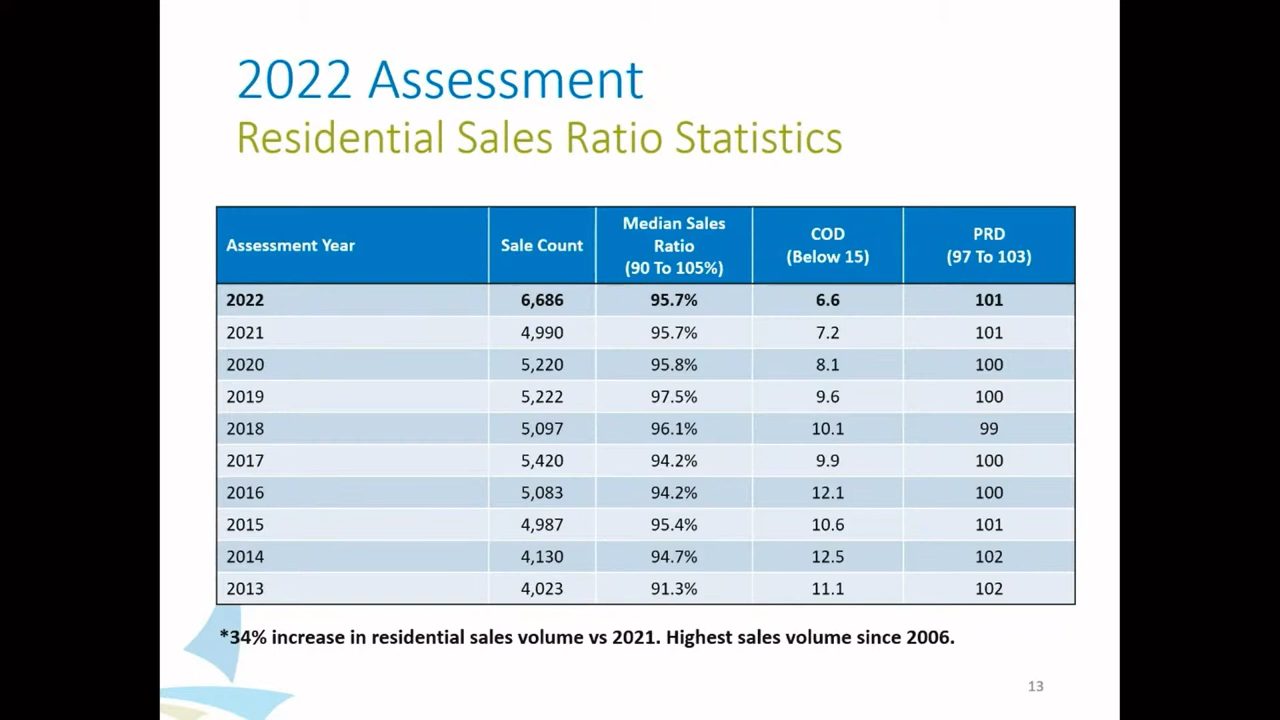 2022 Assessment
Residential Sales Ratio Statistics
Assessment Year Sale Count Median Sales Ratio (90 To 105%) COD (Below 15) PRD (97 To 103)
2022 6,686 95.7% 6.6 101
2021 4,990 95.7% 7.2 101
2020 5,220 95.8% 8.1 100
2019 5,222 97.5% 9.6 100
2018 5,097 96.1% 10.1 99
2017 5,420 94.2% 9.9 100
2016 5,083 94.2% 12.1 100
2015 4,987 95.4% 10.6 101
2014 4,130 94.7% 12.5 102
2013 4,023 91.3% 11.1 102
*34% increase in residential sales volume vs 2021. Highest sales volume since 2006.
13